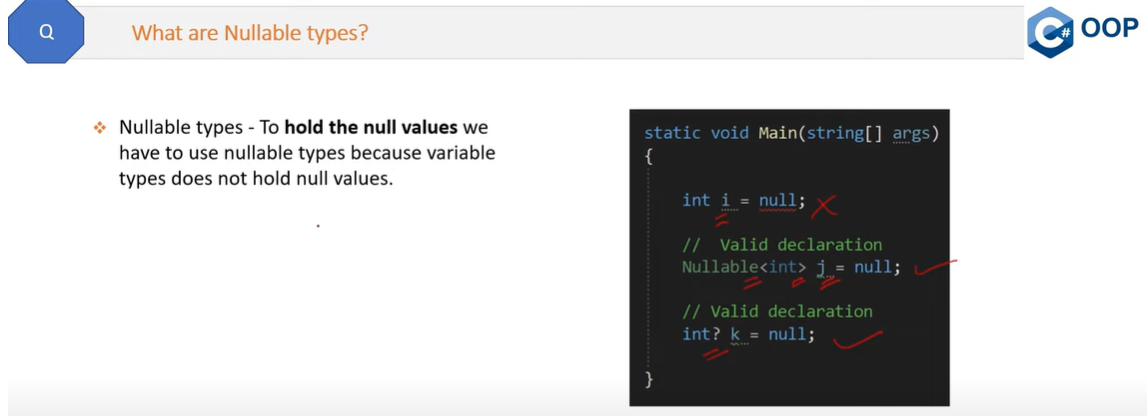 Q
What are Nullable types?
C# OOP
❖ Nullable types - To hold the null values we
have to use nullable types because variable
types does not hold null values.
static void Main(string[] args)
{
int i = null;
// Valid declaration
Nullable<int> j = null;
// Valid declaration
int? k = null;
}